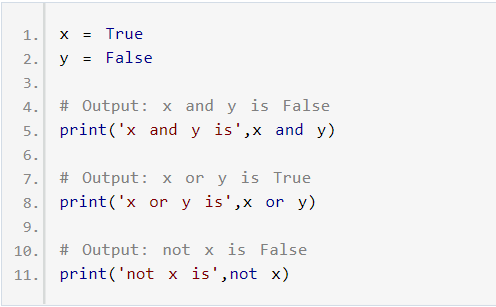 1. x = True
2. y = False
3.
4. # Output: x and y is False
5. print('x and y is',x and y)
6.
7. # Output: x or y is True
8. print('x or y is',x or y)
9.
10. # Output: not x is False
11. print('not x is',not x)